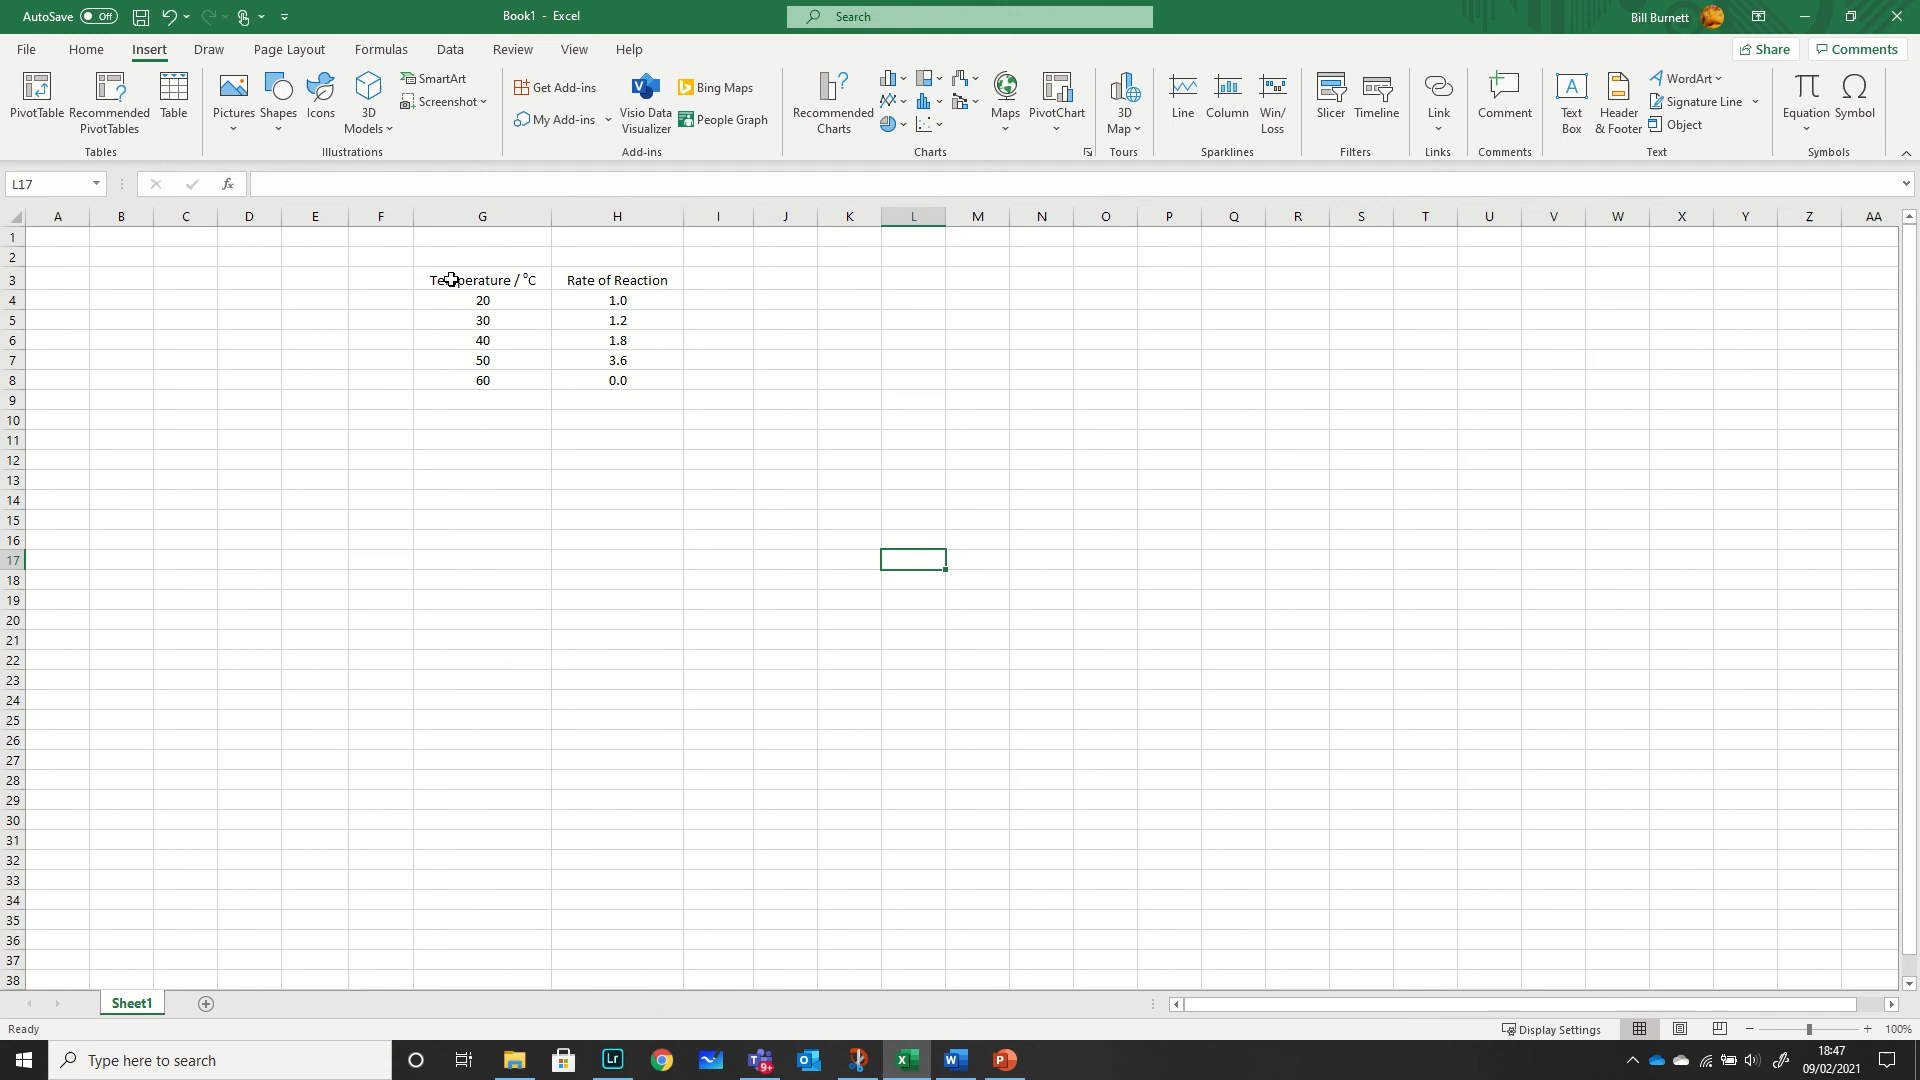 AutoSave Off Book1 - Excel Search Bill Burnett
File Home Insert Draw Page Layout Formulas Data Review View Help Share Comments
PivotTable Recommended PivotTables Table
Tables
Pictures Shapes Icons 3D Models SmartArt Screenshot
Illustrations
Get Add-ins My Add-ins Visio Data Visualizer Bing Maps People Graph
Add-ins
Recommended Charts Maps PivotChart
Charts
3D Map
Tours
Line Column Win/Loss
Sparklines
Slicer Timeline
Filters
Link
Links
Comment
Comments
Text Box Header & Footer WordArt Signature Line Object
Text
Equation Symbol
Symbols
L17 fx
A B C D E F G H I J K L M N O P Q R S T U V W X Y Z AA
1
2
3 Temperature / °C Rate of Reaction
4 20 1.0
5 30 1.2
6 40 1.8
7 50 3.6
8 60 0.0
9
10
11
12
13
14
15
16
17
18
19
20
21
22
23
24
25
26
27
28
29
30
31
32
33
34
35
36
37
38
Sheet1
Ready Display Settings 100%
Type here to search Lr 9+ 18:47
09/02/2021